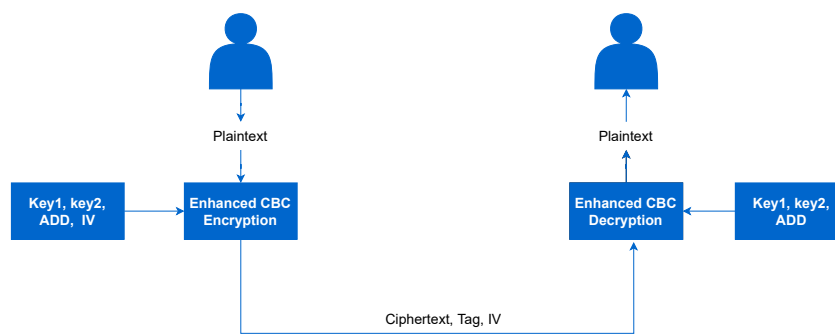 Plaintext
Plaintext
Key1, key2,
ADD, IV
Enhanced CBC
Encryption
Enhanced CBC
Decryption
Key1, key2,
ADD
Ciphertext, Tag, IV